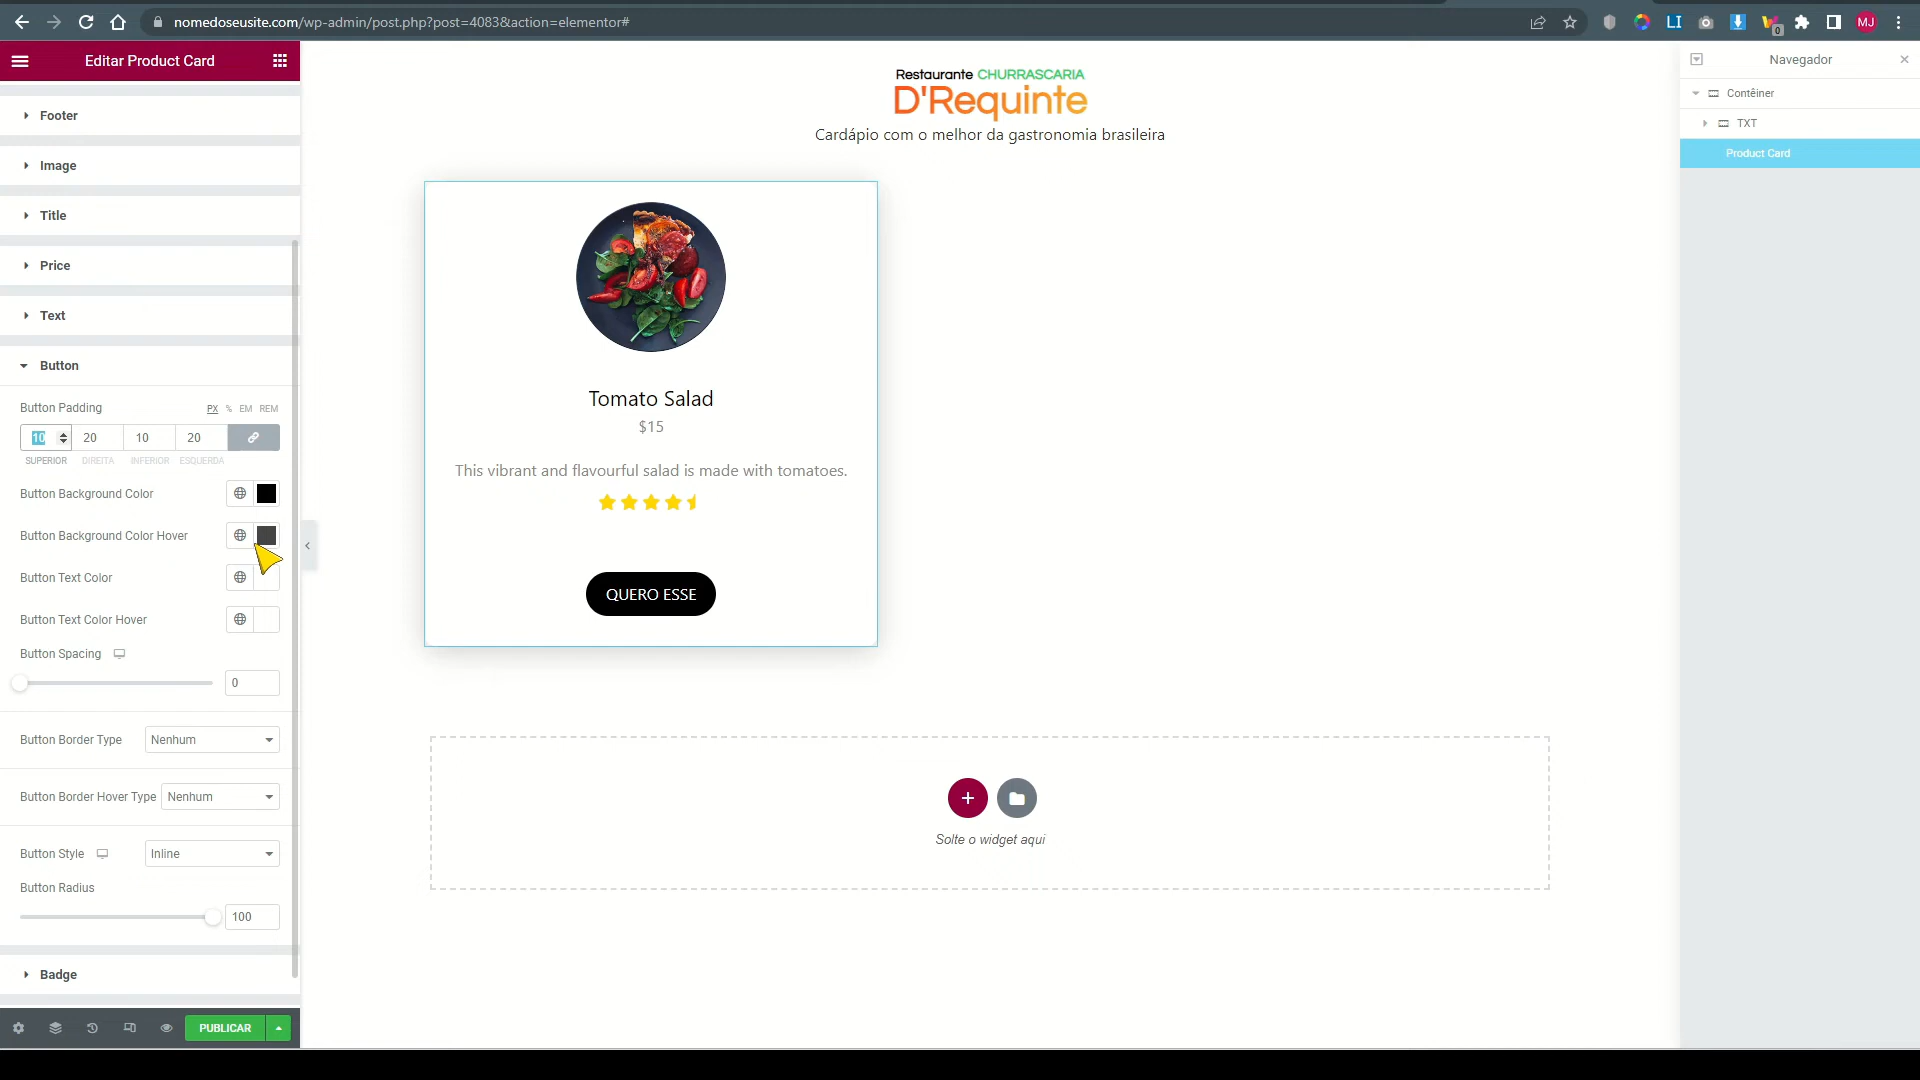 nomedoseusite.com/wp-admin/post.php?post=4083&action=elementor#
LI
0
MJ
Editar Product Card
Footer
Image
Title
Price
Text
Button
Button Padding
PX % EM REM
10 20 10 20
SUPERIOR DIREITA INFERIOR ESQUERDA
Button Background Color
Button Background Color Hover
Button Text Color
Button Text Color Hover
Button Spacing
0
Button Border Type
Nenhum
Button Border Hover Type
Nenhum
Button Style
Inline
Button Radius
100
Badge
PUBLICAR
Restaurante CHURRASCARIA
D'Requinte
Cardápio com o melhor da gastronomia brasileira
Tomato Salad
$15
This vibrant and flavourful salad is made with tomatoes.
QUERO ESSE
Solte o widget aqui
Navegador
Contêiner
TXT
Product Card